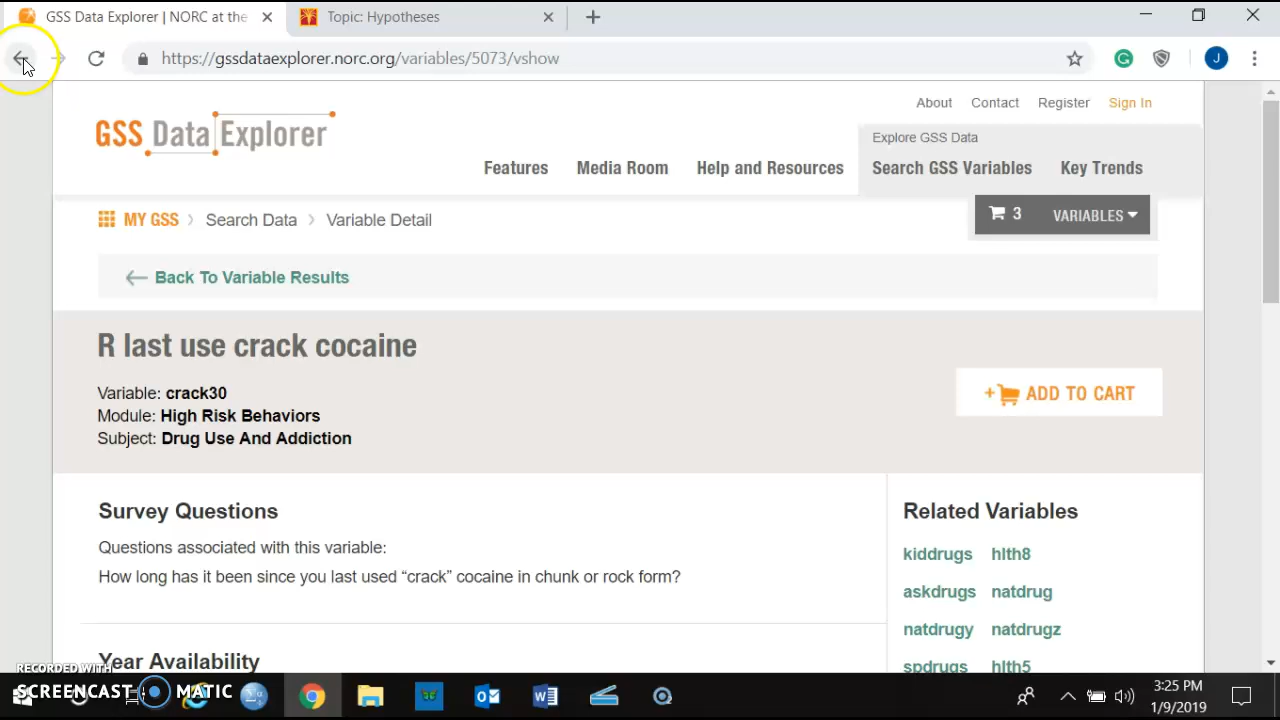 GSS Data Explorer | NORC at the
Topic: Hypotheses
https://gssdataexplorer.norc.org/variables/5073/vshow
J
About Contact Register Sign In
GSS Data Explorer
Explore GSS Data
Features Media Room Help and Resources Search GSS Variables Key Trends
MY GSS Search Data Variable Detail
3 VARIABLES
Back To Variable Results
R last use crack cocaine
Variable: crack30
Module: High Risk Behaviors
Subject: Drug Use And Addiction
+ ADD TO CART
Survey Questions
Questions associated with this variable:
How long has it been since you last used “crack” cocaine in chunk or rock form?
Related Variables
kiddrugs hlth8
askdrugs natdrug
natdrugy natdrugz
spdrugs hlth5
Year Availability
RECORDED WITH
SCREENCAST MATIC
3:25 PM
1/9/2019